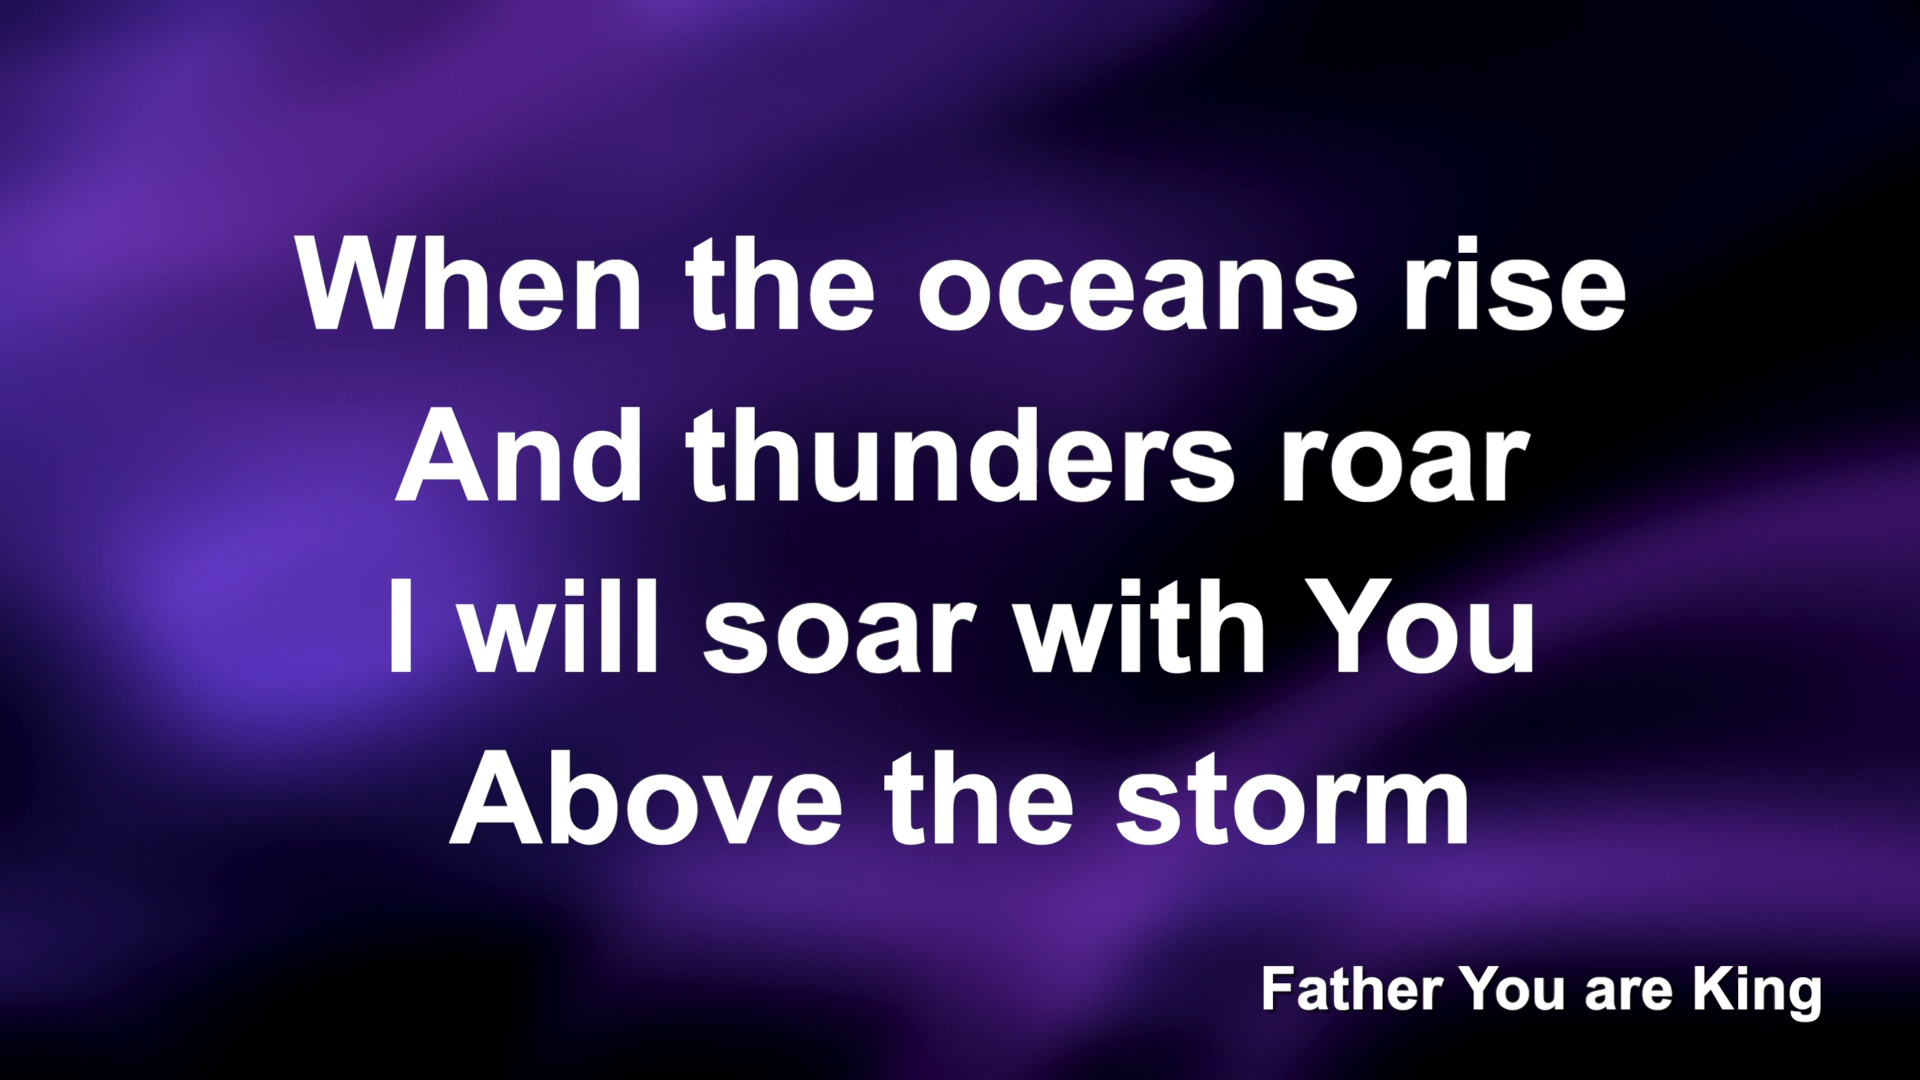 When the oceans rise
And thunders roar
I will soar with You
Above the storm
Father You are King